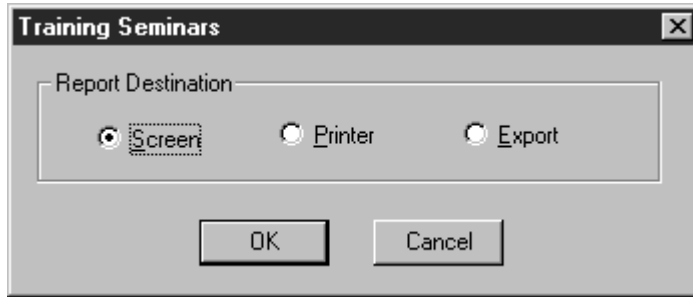 Training Seminars
Report Destination
Screen Printer Export
OK Cancel